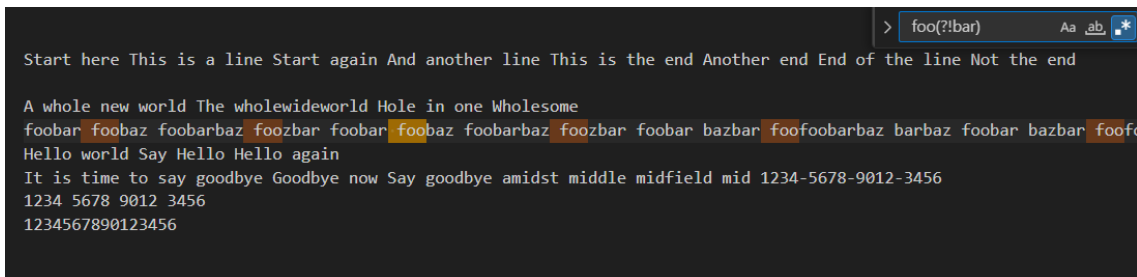 > foo(?!bar) Aa ab .*
Start here This is a line Start again And another line This is the end Another end End of the line Not the end
A whole new world The wholewideworld Hole in one Wholesome
foobar foobaz foobarbaz foozbar foobar foobaz foobarbaz foozbar foobar bazbar foofoobarbaz barbaz foobar bazbar
Hello world Say Hello Hello again
It is time to say goodbye Goodbye now Say goodbye amidst middle midfield mid 1234-5678-9012-3456
1234 5678 9012 3456
1234567890123456